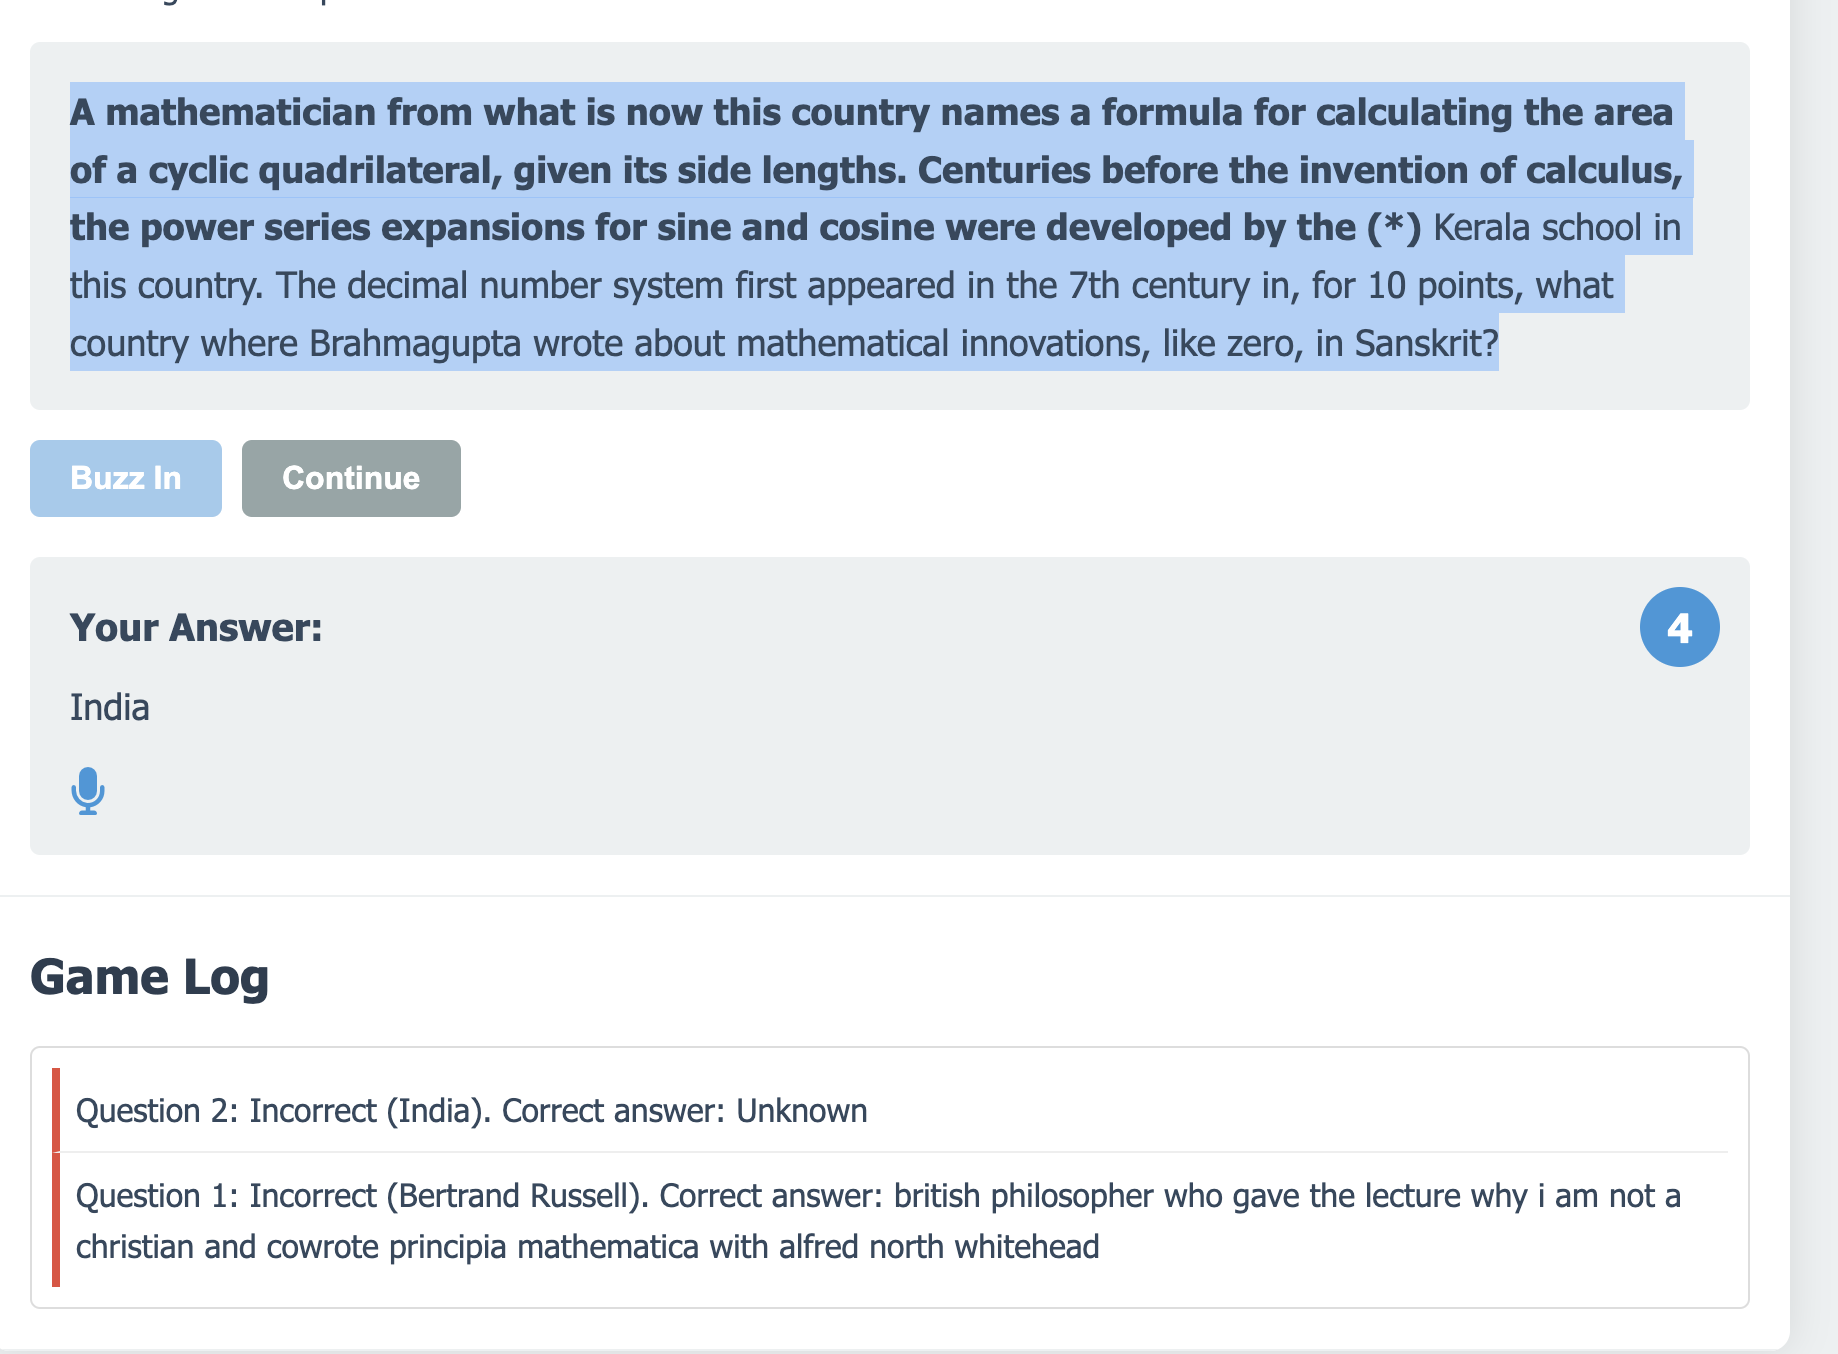 A mathematician from what is now this country names a formula for calculating the area
of a cyclic quadrilateral, given its side lengths. Centuries before the invention of calculus,
the power series expansions for sine and cosine were developed by the (*) Kerala school in
this country. The decimal number system first appeared in the 7th century in, for 10 points, what
country where Brahmagupta wrote about mathematical innovations, like zero, in Sanskrit?
Buzz In
Continue
Your Answer:
4
India
Game Log
Question 2: Incorrect (India). Correct answer: Unknown
Question 1: Incorrect (Bertrand Russell). Correct answer: british philosopher who gave the lecture why i am not a
christian and cowrote principia mathematica with alfred north whitehead